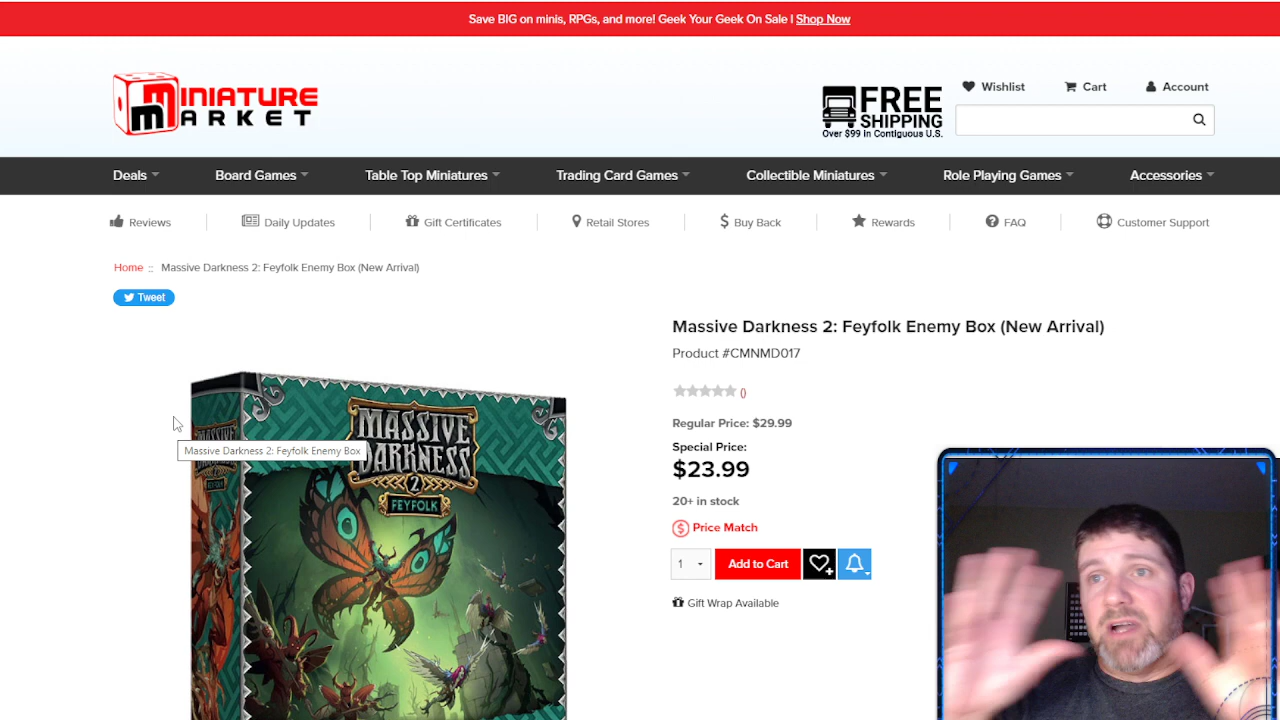 Save BIG on minis, RPGs, and more! Geek Your Geek On Sale | Shop Now
MINIATURE
MARKET
FREE
SHIPPING
Over $99 in Contiguous U.S.
Wishlist
Cart
Account
Deals
Board Games
Table Top Miniatures
Trading Card Games
Collectible Miniatures
Role Playing Games
Accessories
Reviews
Daily Updates
Gift Certificates
Retail Stores
$ Buy Back
Rewards
FAQ
Customer Support
Home :: Massive Darkness 2: Feyfolk Enemy Box (New Arrival)
Tweet
Massive Darkness 2: Feyfolk Enemy Box (New Arrival)
Product #CMNMD017
()
Regular Price: $29.99
Special Price:
$23.99
20+ in stock
$ Price Match
1
Add to Cart
Gift Wrap Available
MASSIVE
DARKNESS
2
FEYFOLK
Massive Darkness 2: Feyfolk Enemy Box